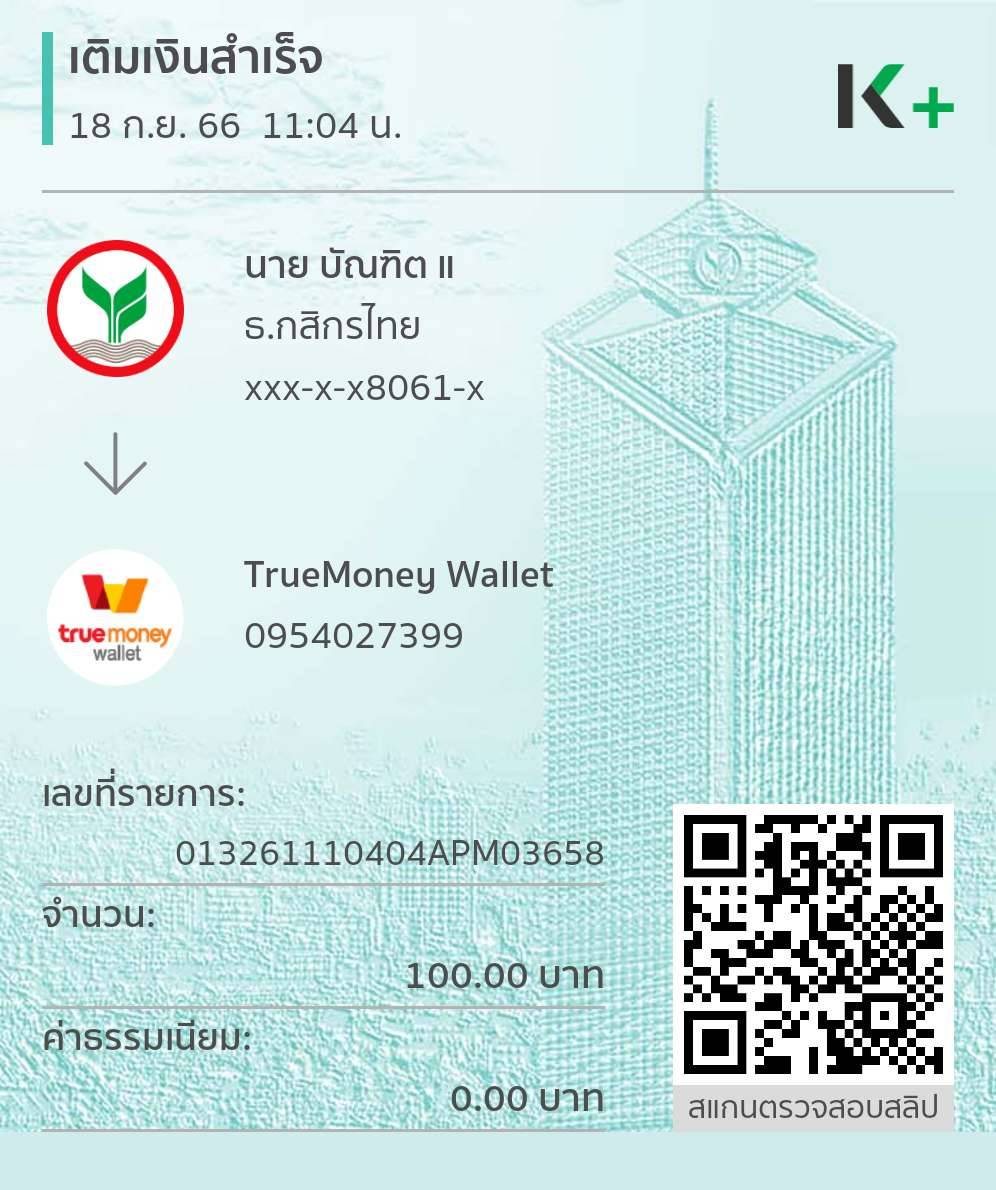 เติมเงินสำเร็จ
18 ก.ย. 66 11:04 น.
K+
นาย บัณฑิต แ
ธ.กสิกรไทย
xxx-x-x8061-x
truemoney
wallet
TrueMoney Wallet
0954027399
เลขที่รายการ:
013261110404APM03658
จำนวน:
100.00 บาท
ค่าธรรมเนียม:
0.00 บาท
สแกนตรวจสอบสลิป